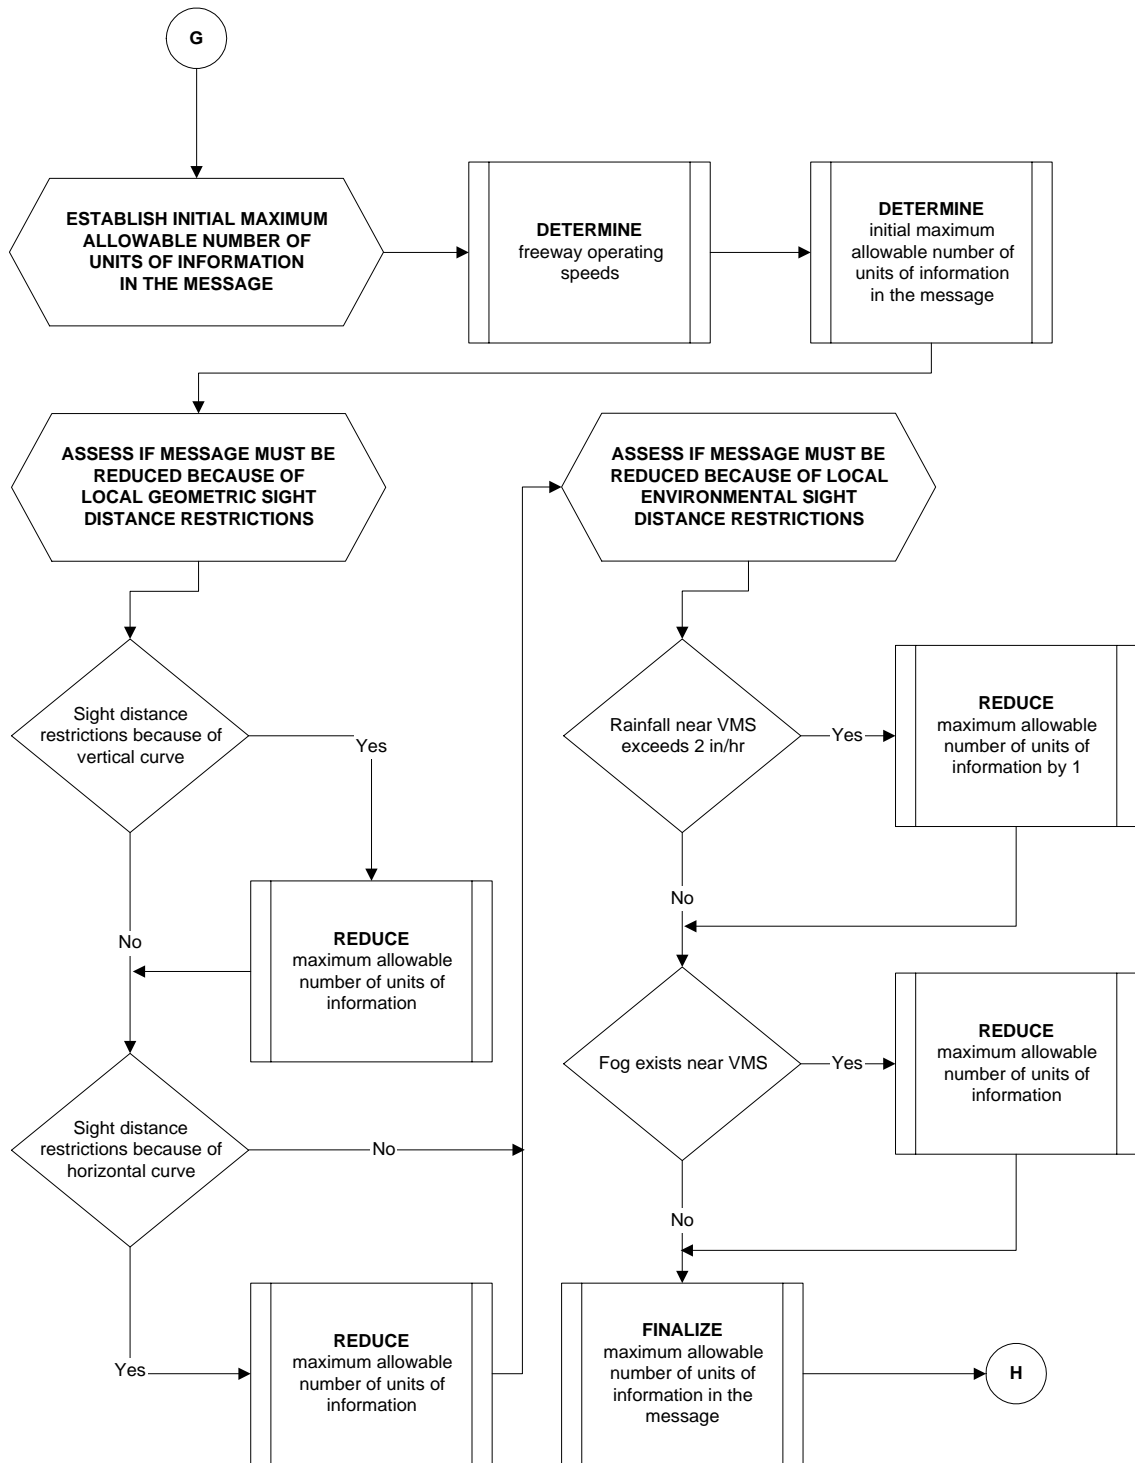 G
ESTABLISH INITIAL MAXIMUM
ALLOWABLE NUMBER OF
UNITS OF INFORMATION
IN THE MESSAGE
DETERMINE
freeway operating
speeds
DETERMINE
initial maximum
allowable number of
units of information
in the message
ASSESS IF MESSAGE MUST BE
REDUCED BECAUSE OF
LOCAL GEOMETRIC SIGHT
DISTANCE RESTRICTIONS
Sight distance
restrictions because of
vertical curve
Yes
No
REDUCE
maximum allowable
number of units of
information
Sight distance
restrictions because of
horizontal curve
No
Yes
REDUCE
maximum allowable
number of units of
information
ASSESS IF MESSAGE MUST BE
REDUCED BECAUSE OF LOCAL
ENVIRONMENTAL SIGHT
DISTANCE RESTRICTIONS
Rainfall near VMS
exceeds 2 in/hr
Yes
REDUCE
maximum allowable
number of units of
information by 1
No
Fog exists near VMS
Yes
REDUCE
maximum allowable
number of units of
information
No
FINALIZE
maximum allowable
number of units of
information in the
message
H